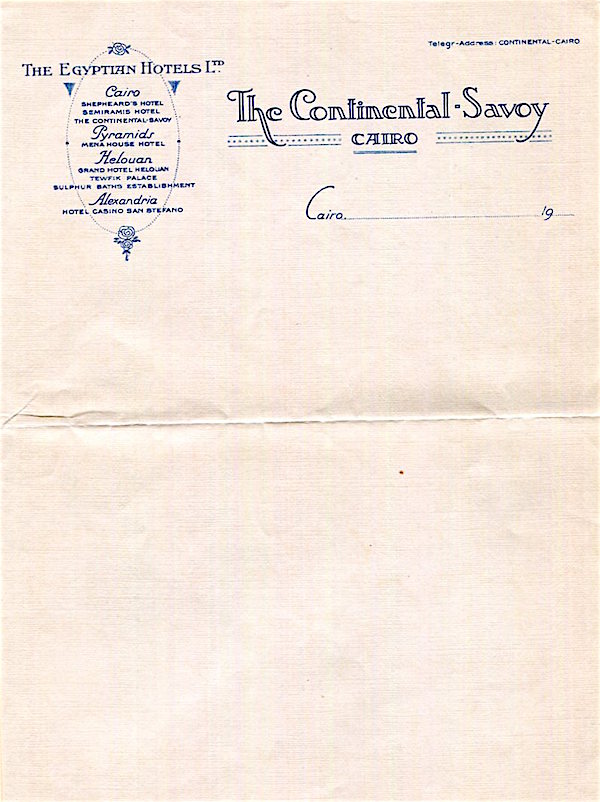 Telegr-Address: CONTINENTAL-CAIRO
THE EGYPTIAN HOTELS LTD.
Cairo
SHEPHEARD'S HOTEL
SEMIRAMIS HOTEL
THE CONTINENTAL-SAVOY
Pyramids
MENA HOUSE HOTEL
Helouan
GRAND HOTEL HELOUAN
TEWFIK PALACE
SULPHUR BATHS ESTABLISHMENT
Alexandria
HOTEL CASINO SAN STEFANO
The Continental-Savoy
CAIRO
Cairo, 19